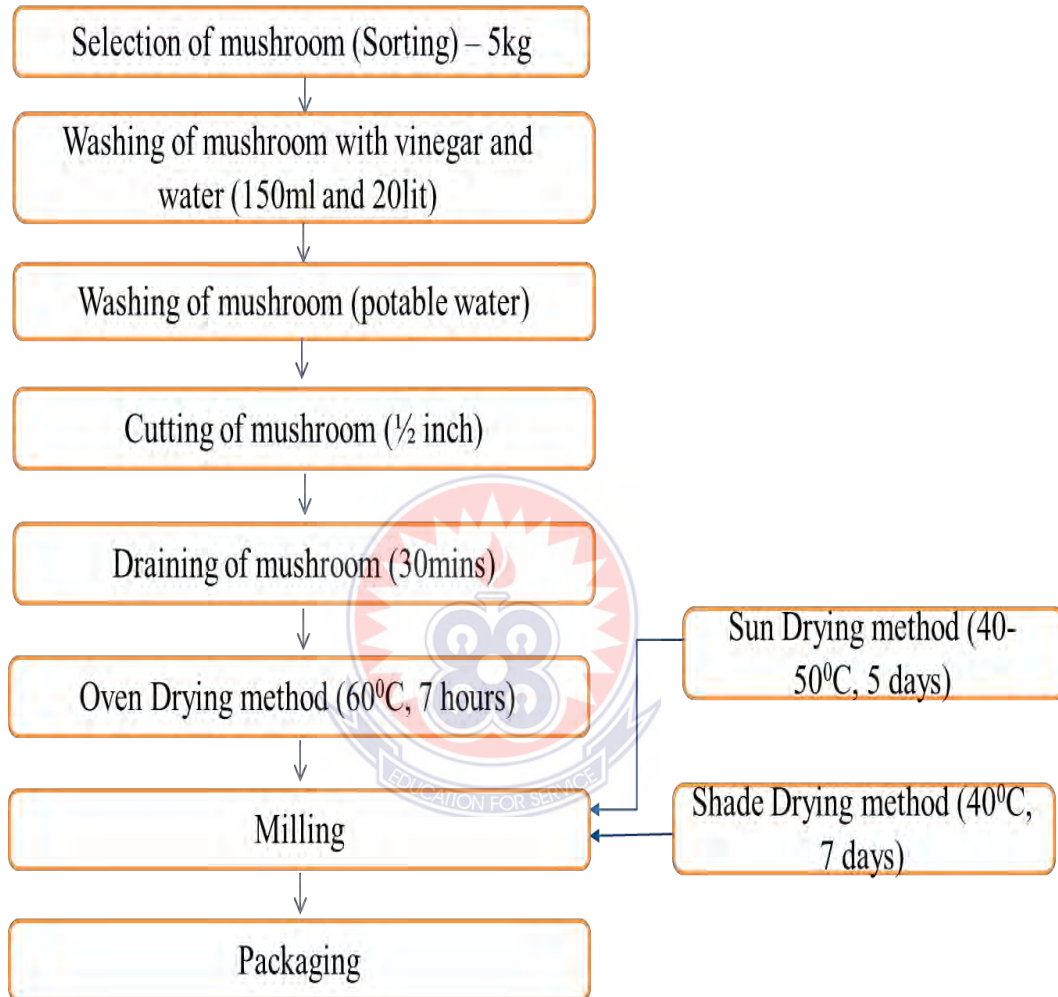 Selection of mushroom (Sorting) – 5kg
Washing of mushroom with vinegar and
water (150ml and 20lit)
Washing of mushroom (potable water)
Cutting of mushroom (½ inch)
Draining of mushroom (30mins)
Oven Drying method (60⁰C, 7 hours)
Sun Drying method (40-
50⁰C, 5 days)
Shade Drying method (40⁰C,
7 days)
Milling
Packaging
EDUCATION FOR SERVICE